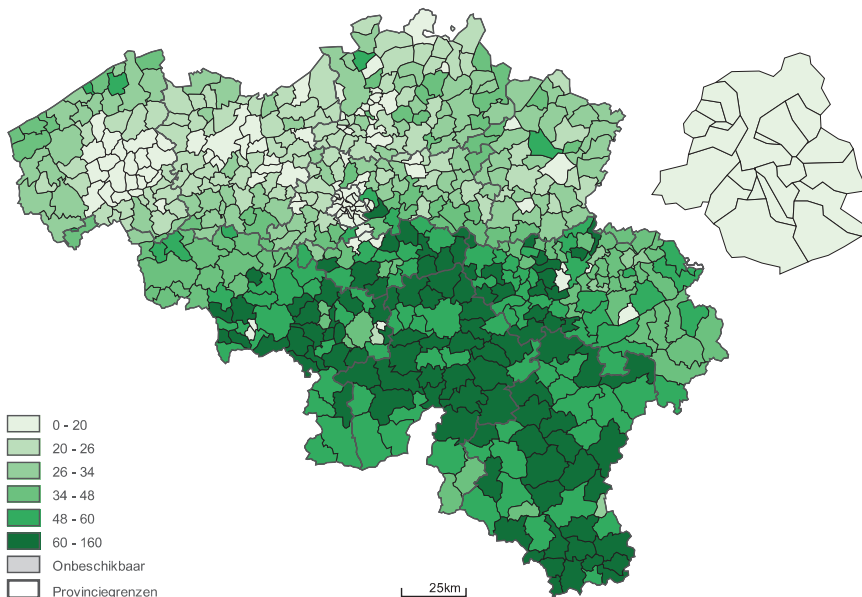 0 - 20
20 - 26
26 - 34
34 - 48
48 - 60
60 - 160
Onbeschikbaar
Provinciegrenzen
25km